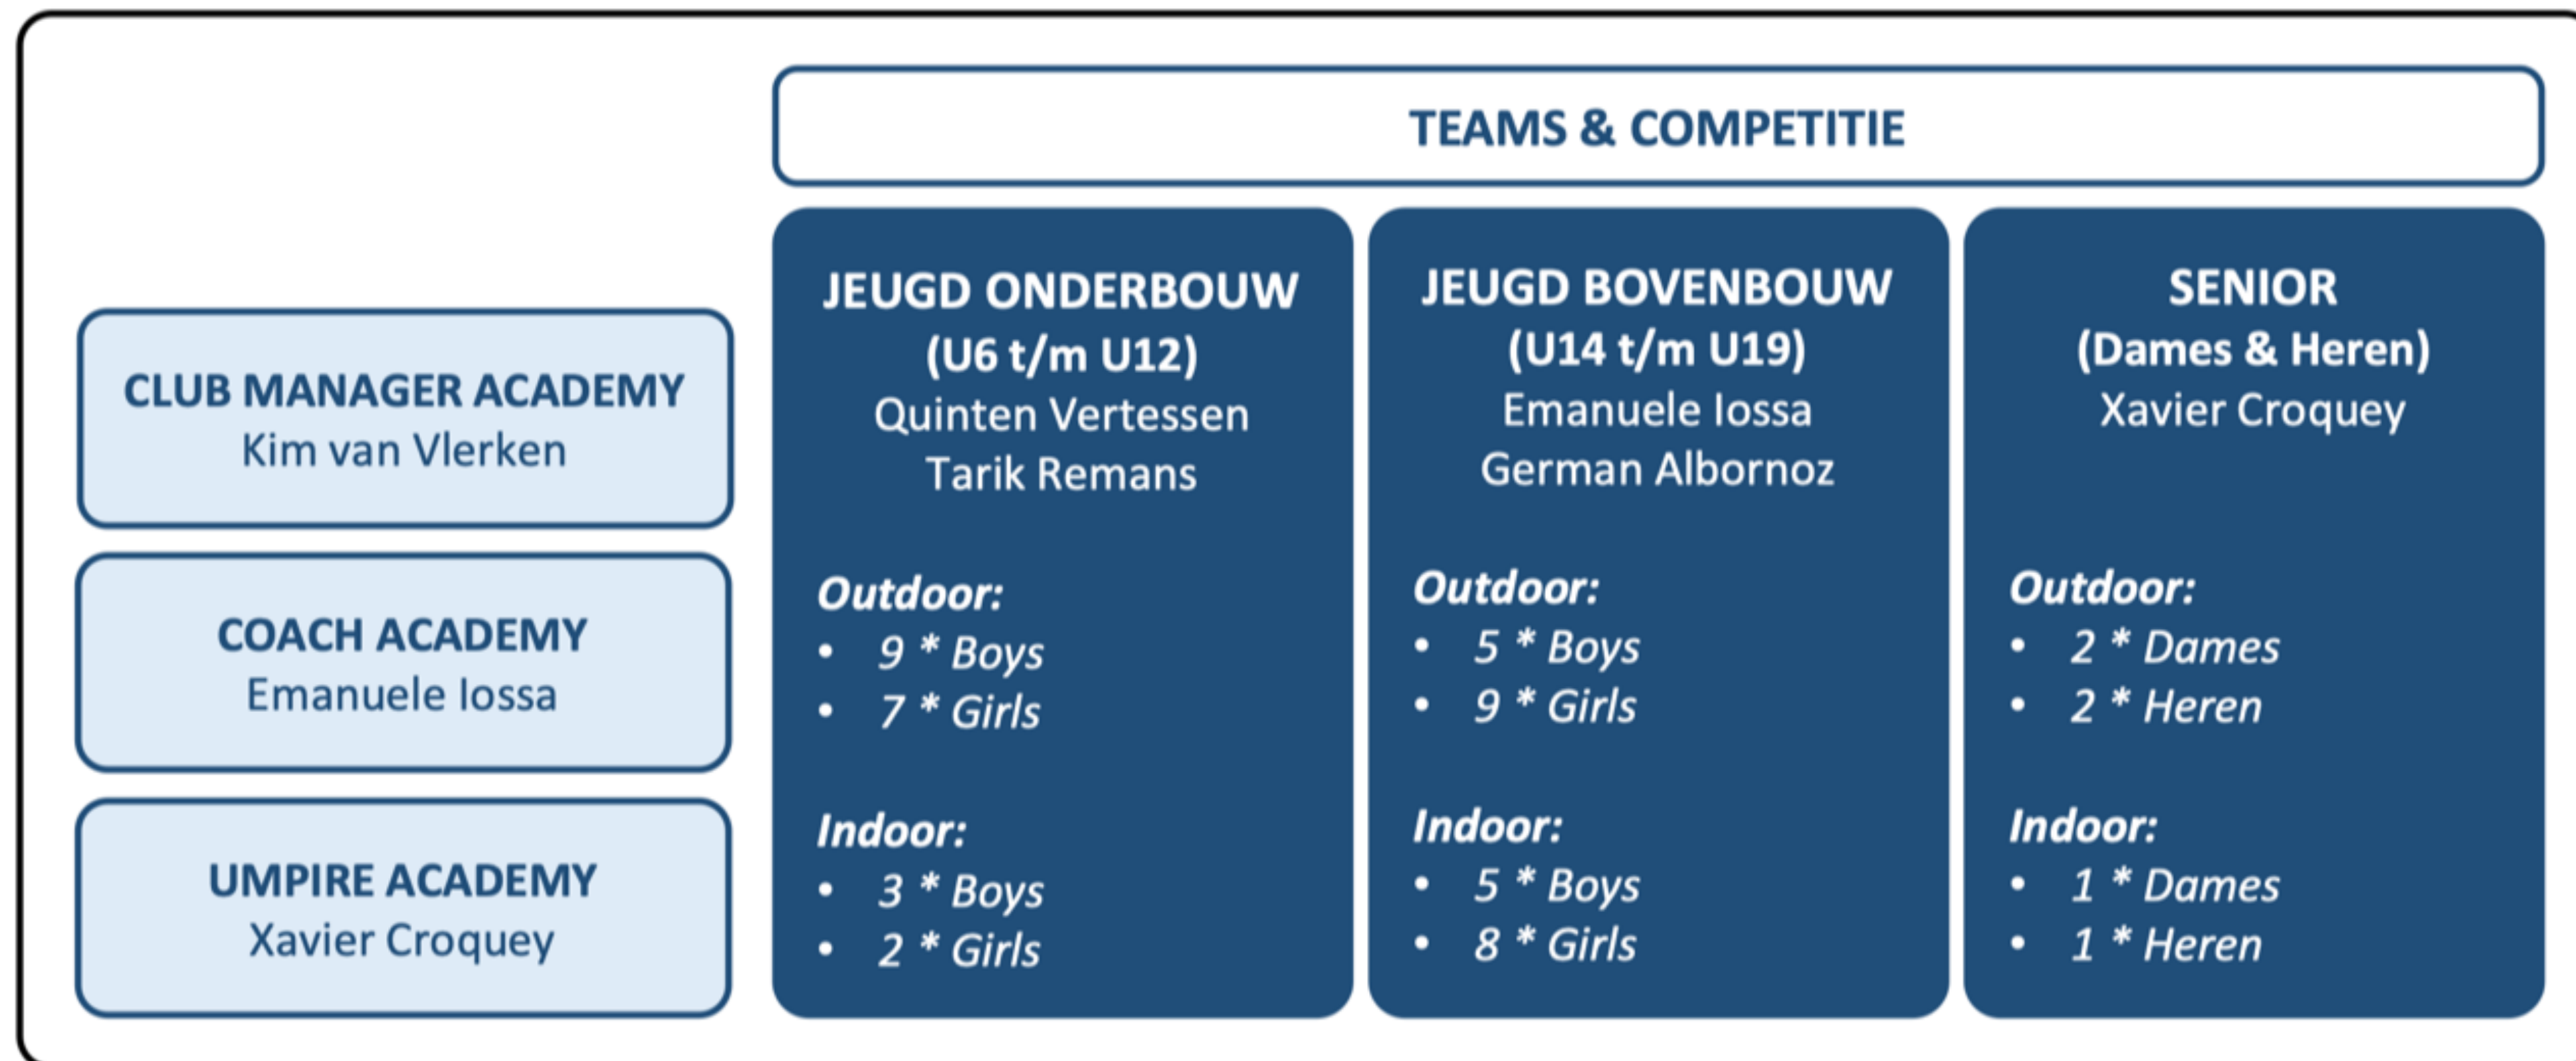 TEAMS & COMPETITIE
CLUB MANAGER ACADEMY
Kim van Vlerken
COACH ACADEMY
Emanuele Iossa
UMPIRE ACADEMY
Xavier Croquey
JEUGD ONDERBOUW
(U6 t/m U12)
Quinten Vertessen
Tarik Remans
Outdoor:
• 9 * Boys
• 7 * Girls
Indoor:
• 3 * Boys
• 2 * Girls
JEUGD BOVENBOUW
(U14 t/m U19)
Emanuele Iossa
German Albornoz
Outdoor:
• 5 * Boys
• 9 * Girls
Indoor:
• 5 * Boys
• 8 * Girls
SENIOR
(Dames & Heren)
Xavier Croquey
Outdoor:
• 2 * Dames
• 2 * Heren
Indoor:
• 1 * Dames
• 1 * Heren